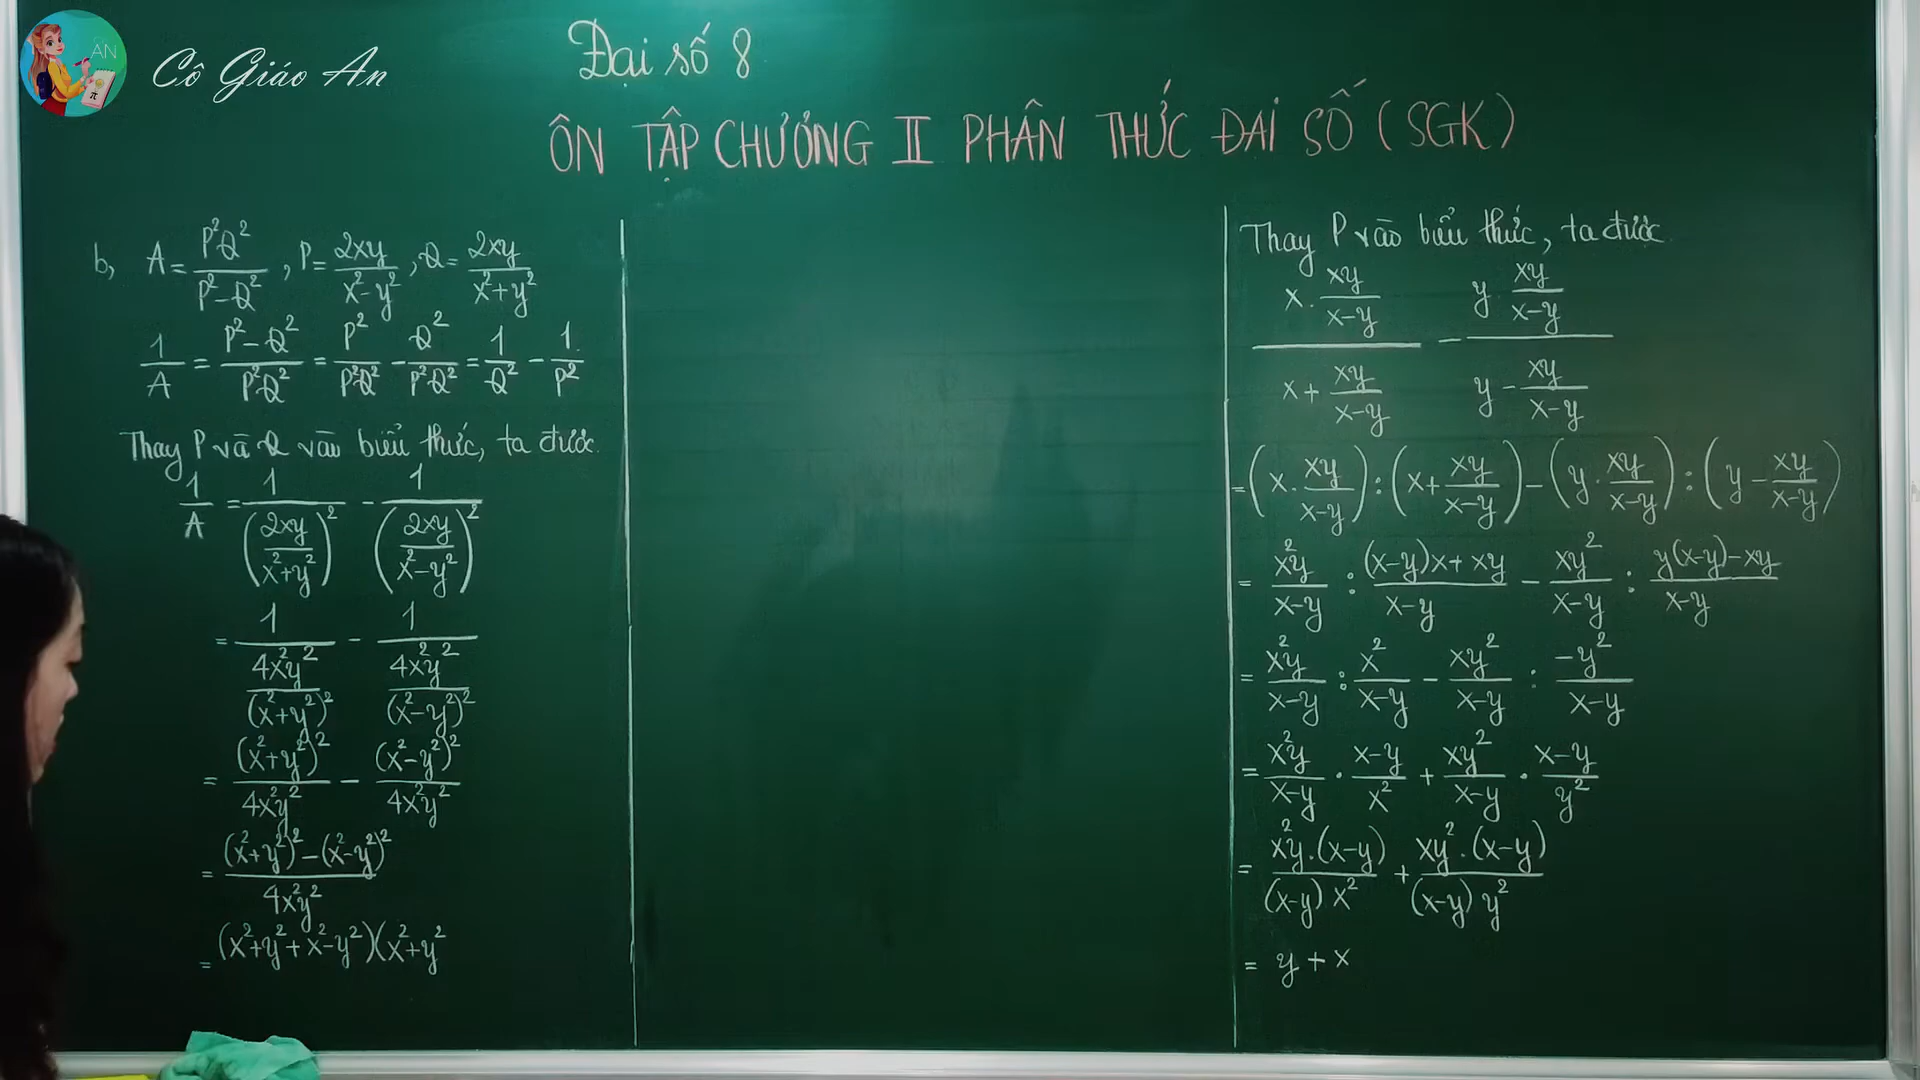 AN
π
Cô Giáo An
Đại số 8
ÔN TẬP CHƯƠNG II PHÂN THỨC ĐẠI SỐ (SGK)
b, A = P²Q²/(P²-Q²), P = 2xy/(x²-y²), Q = 2xy/(x²+y²)
1/A = (P²-Q²)/(P²Q²) = P²/(P²Q²) - Q²/(P²Q²) = 1/Q² - 1/P²
Thay P và Q vào biểu thức, ta được
1/A = 1/(2xy/(x²+y²))² - 1/(2xy/(x²-y²))²
= 1/(4x²y²/(x²+y²)²) - 1/(4x²y²/(x²-y²)²)
= (x²+y²)²/(4x²y²) - (x²-y²)²/(4x²y²)
= ((x²+y²)²-(x²-y²)²)/(4x²y²)
= (x²+y²+x²-y²)(x²+y²
Thay P vào biểu thức, ta được
(x . xy/(x-y))/(x + xy/(x-y)) - (y . xy/(x-y))/(y - xy/(x-y))
= (x . xy/(x-y)) : (x + xy/(x-y)) - (y . xy/(x-y)) : (y - xy/(x-y))
= x²y/(x-y) : ((x-y)x+xy)/(x-y) - xy²/(x-y) : (y(x-y)-xy)/(x-y)
= x²y/(x-y) : x²/(x-y) - xy²/(x-y) : -y²/(x-y)
= x²y/(x-y) . (x-y)/x² + xy²/(x-y) . (x-y)/y²
= x²y.(x-y)/((x-y)x²) + xy².(x-y)/((x-y)y²)
= y + x